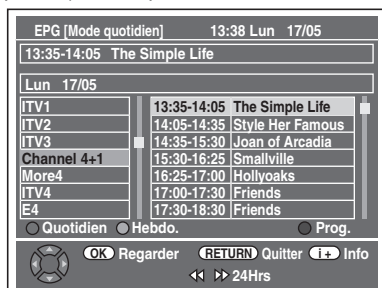 EPG [Mode quotidien] 13:38 Lun 17/05
13:35-14:05 The Simple Life
Lun 17/05
ITV1
ITV2
ITV3
Channel 4+1
More4
ITV4
E4
13:35-14:05 The Simple Life
14:05-14:35 Style Her Famous
14:35-15:30 Joan of Arcadia
15:30-16:25 Smallville
16:25-17:00 Hollyoaks
17:00-17:30 Friends
17:30-18:30 Friends
Quotidien Hebdo. Prog.
OK Regarder RETURN Quitter i+ Info
24Hrs